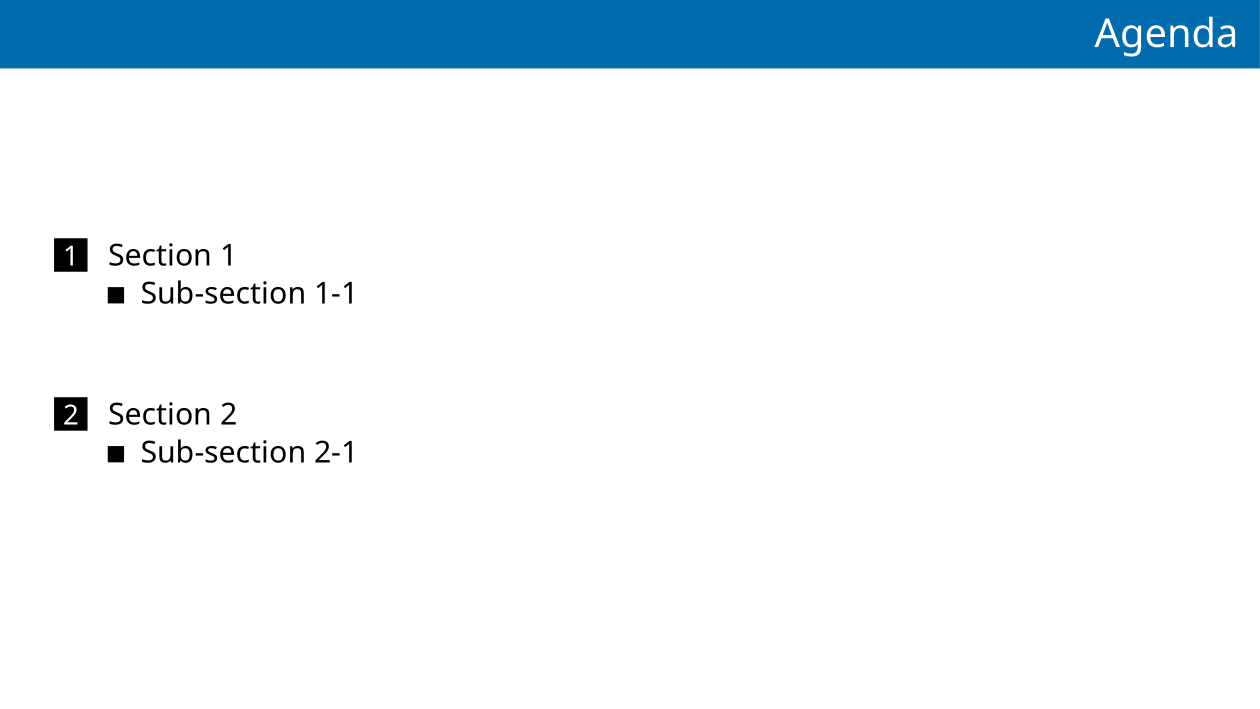 Agenda
1 Section 1
Sub-section 1-1
2 Section 2
Sub-section 2-1